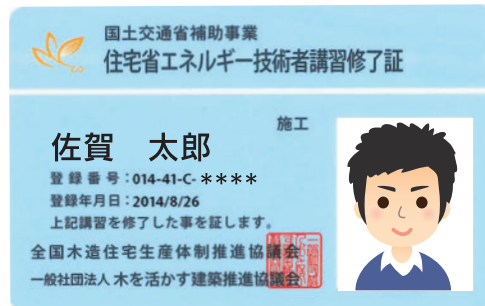 国土交通省補助事業
住宅省エネルギー技術者講習修了証
施工
佐賀　太郎
登録番号：014-41-C-＊＊＊＊
登録年月日：2014/8/26
上記講習を修了した事を証します。
全国木造住宅生産体制推進協議会
一般社団法人 木を活かす建築推進協議会